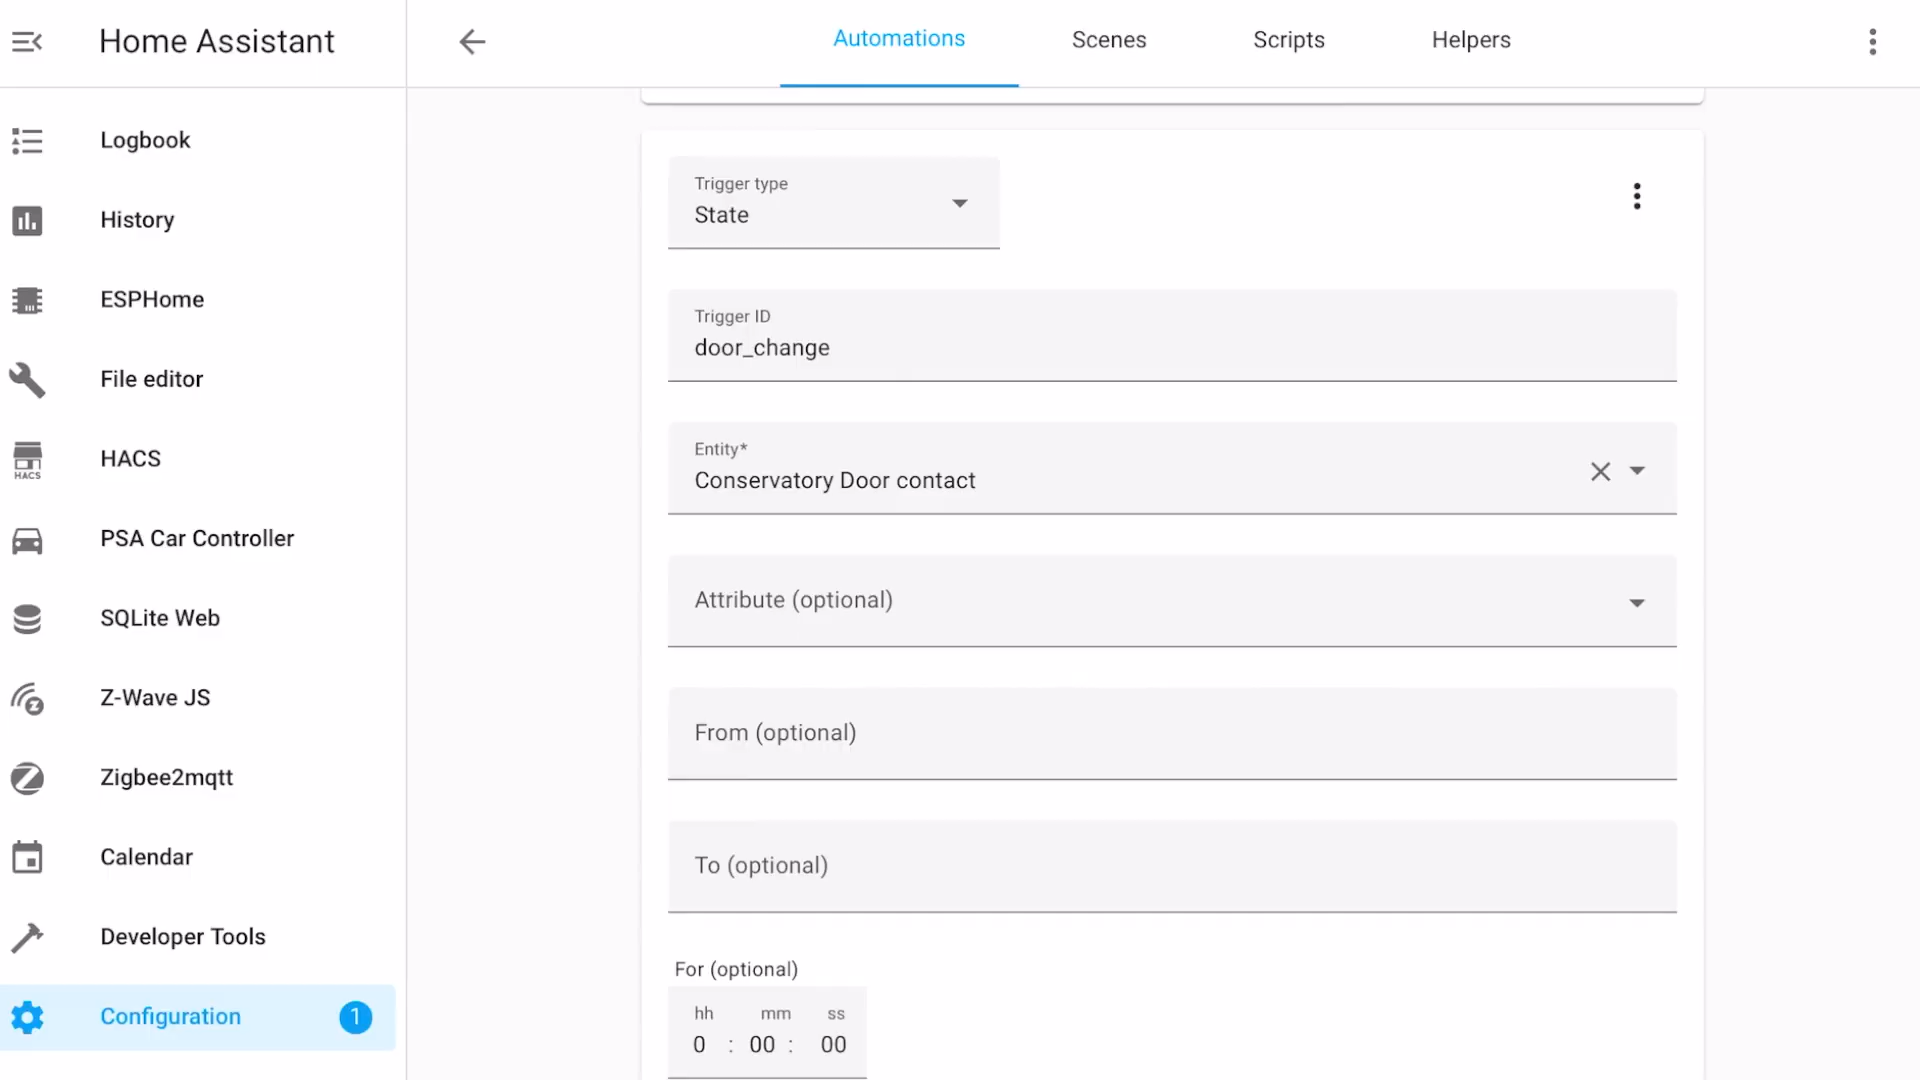 Home Assistant
Automations
Scenes
Scripts
Helpers
Logbook
History
ESPHome
File editor
HACS
HACS
PSA Car Controller
SQLite Web
Z-Wave JS
Zigbee2mqtt
Calendar
Developer Tools
Configuration
1
Trigger type
State
Trigger ID
door_change
Entity*
Conservatory Door contact
Attribute (optional)
From (optional)
To (optional)
For (optional)
hh mm ss
0 : 00 : 00